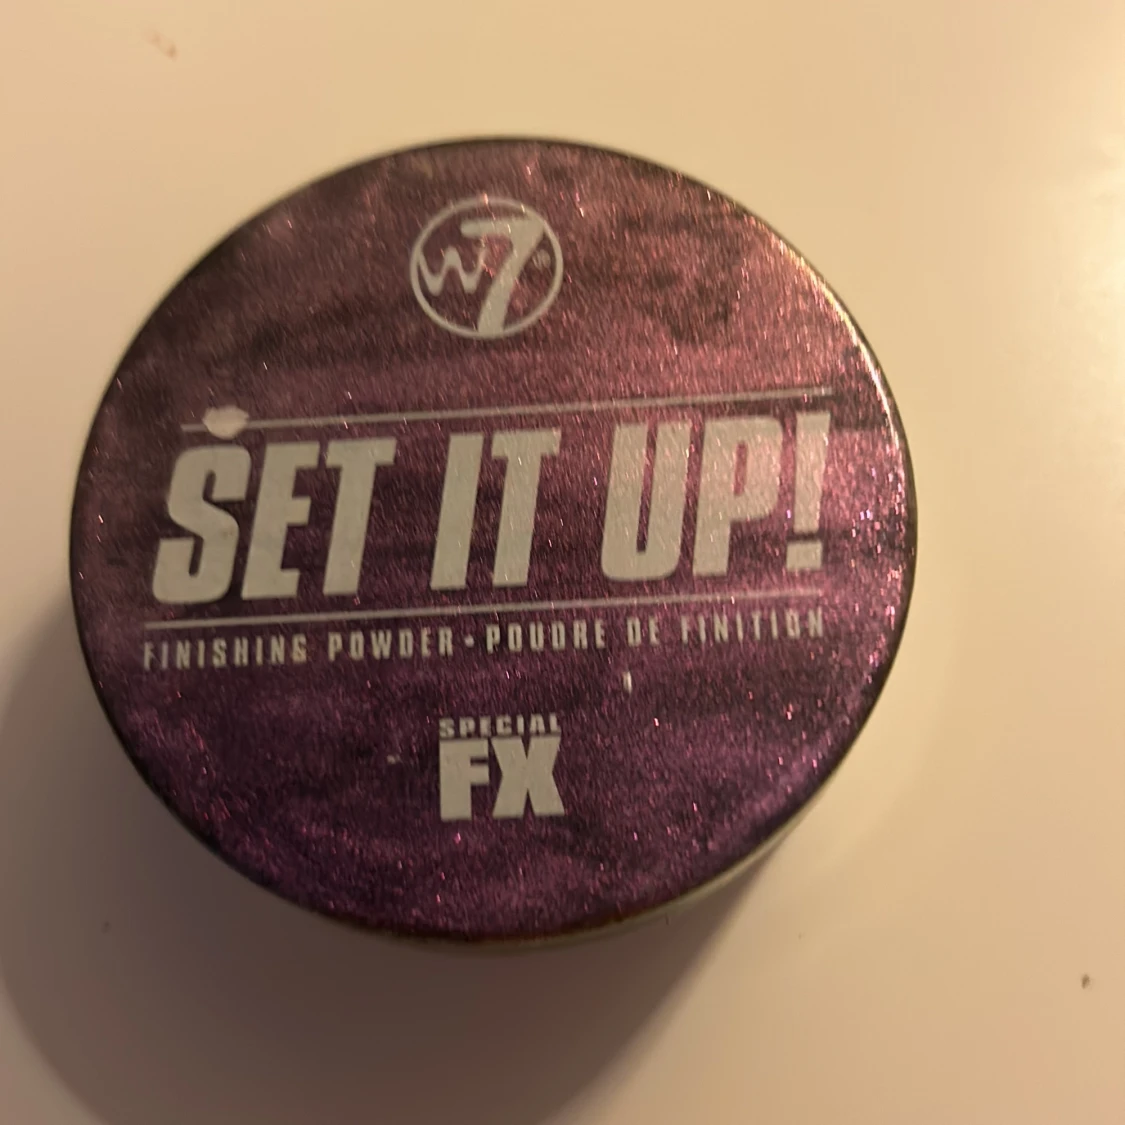 W7®
SET IT UP!
FINISHING POWDER • POUDRE DE FINITION
SPECIAL
FX